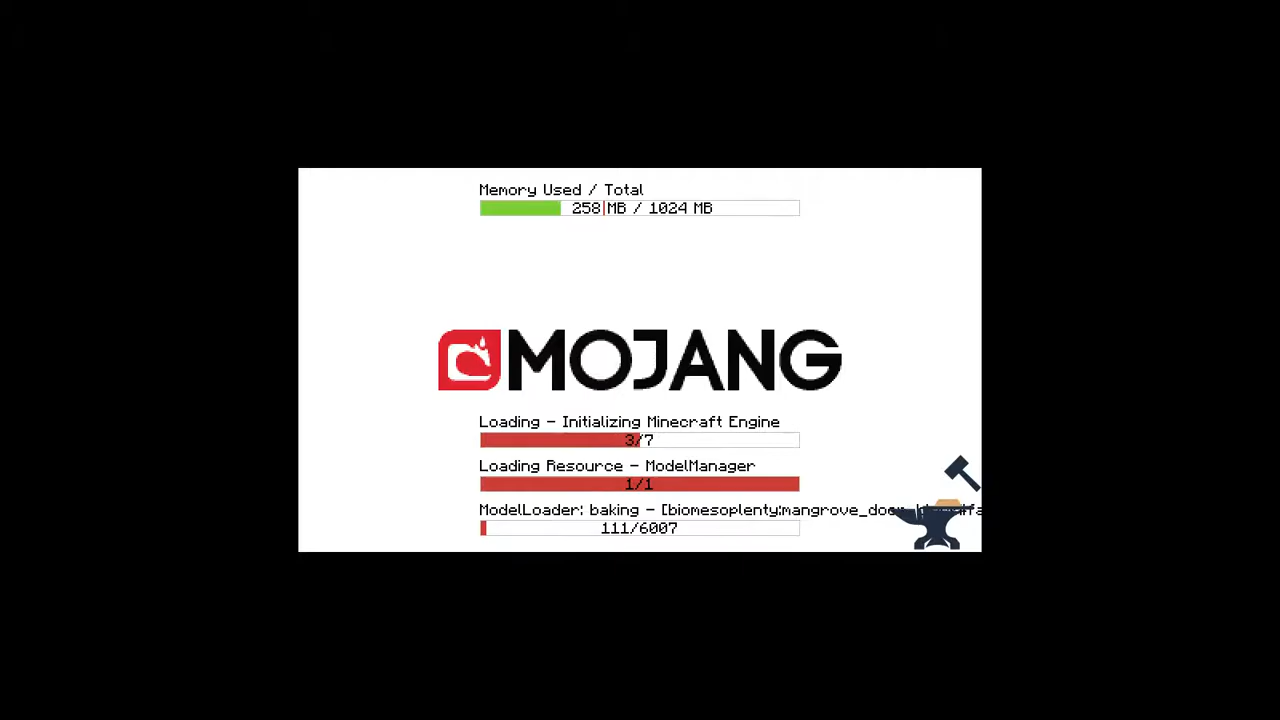 Memory Used / Total
258 MB / 1024 MB
MOJANG
Loading - Initializing Minecraft Engine
3/7
Loading Resource - ModelManager
1/1
ModelLoader: baking - [biomesoplenty:mangrove_door
111/6007